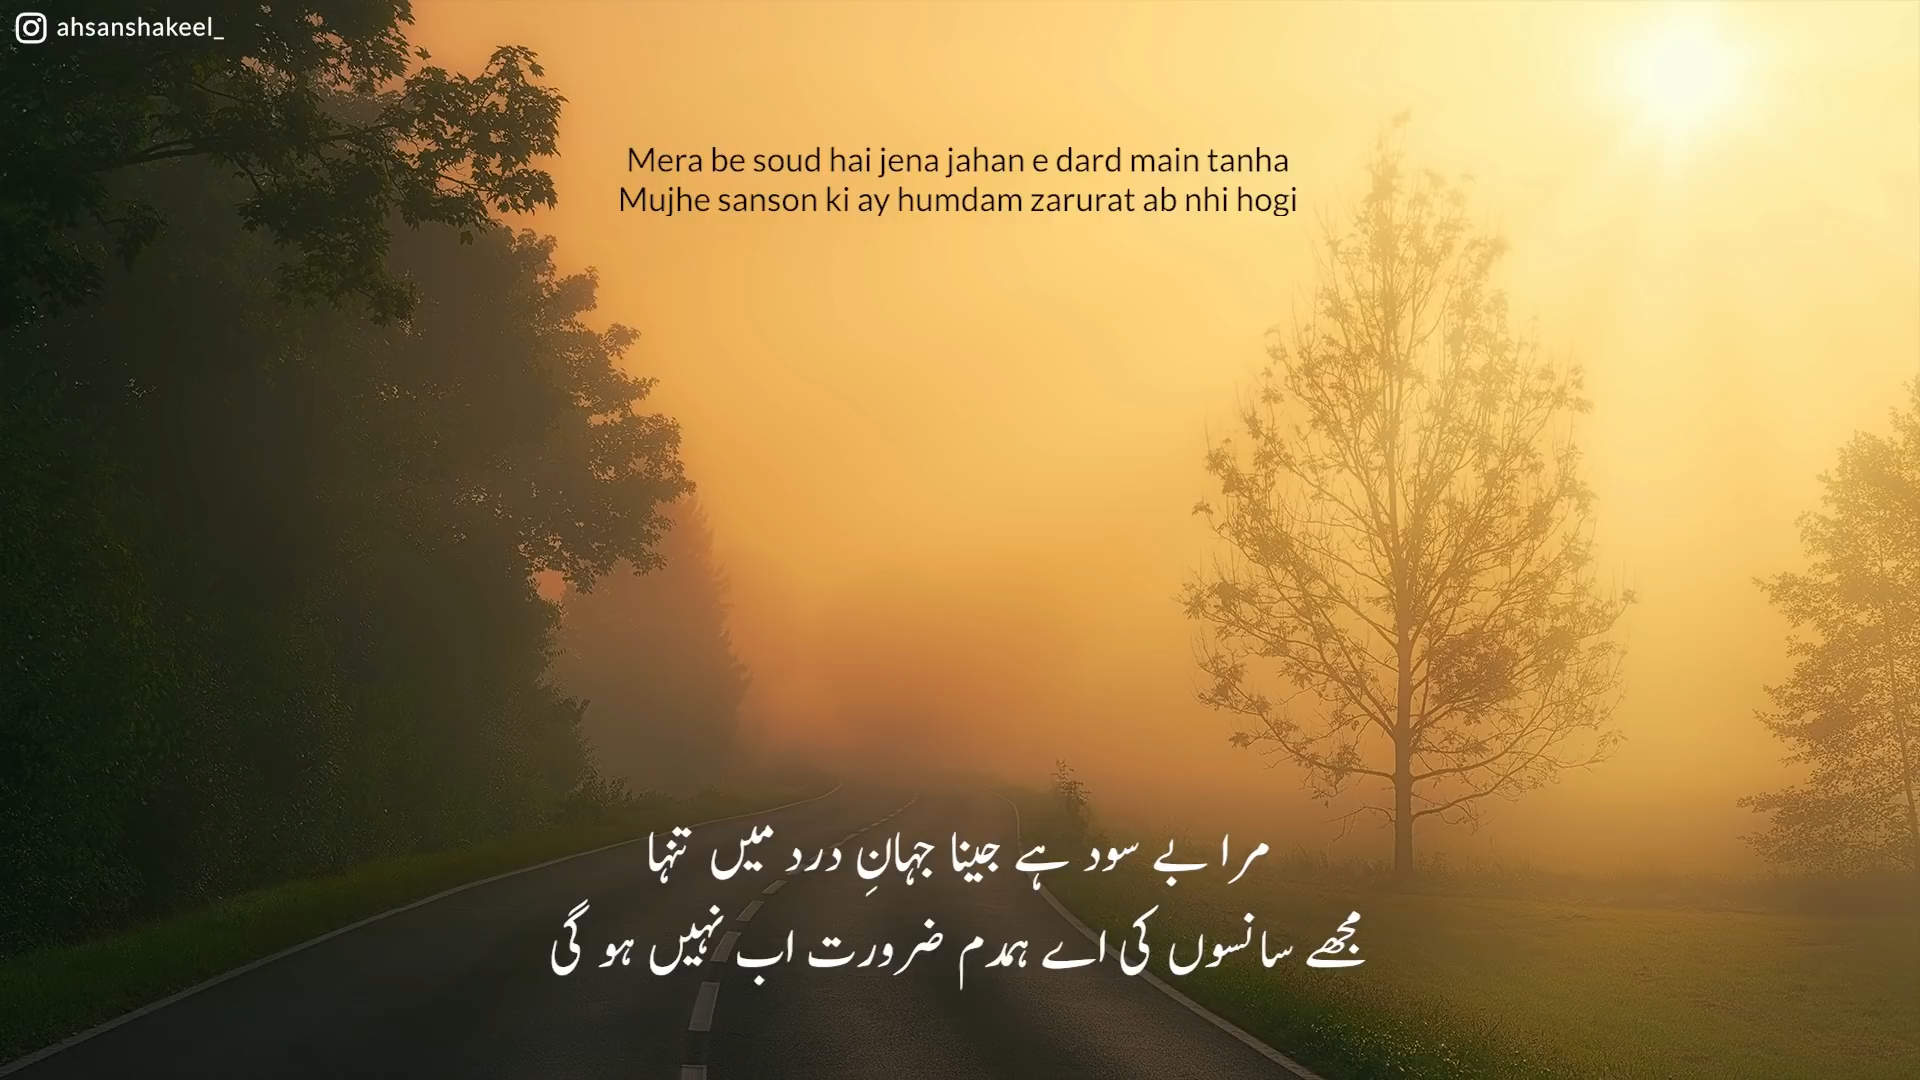 ahsanshakeel_
Mera be soud hai jena jahan e dard main tanha
Mujhe sanson ki ay humdam zarurat ab nhi hogi
مرا بے سود ہے جینا جہانِ درد میں تنہا
مجھے سانسوں کی اے ہمدم ضرورت اب نہیں ہو گی